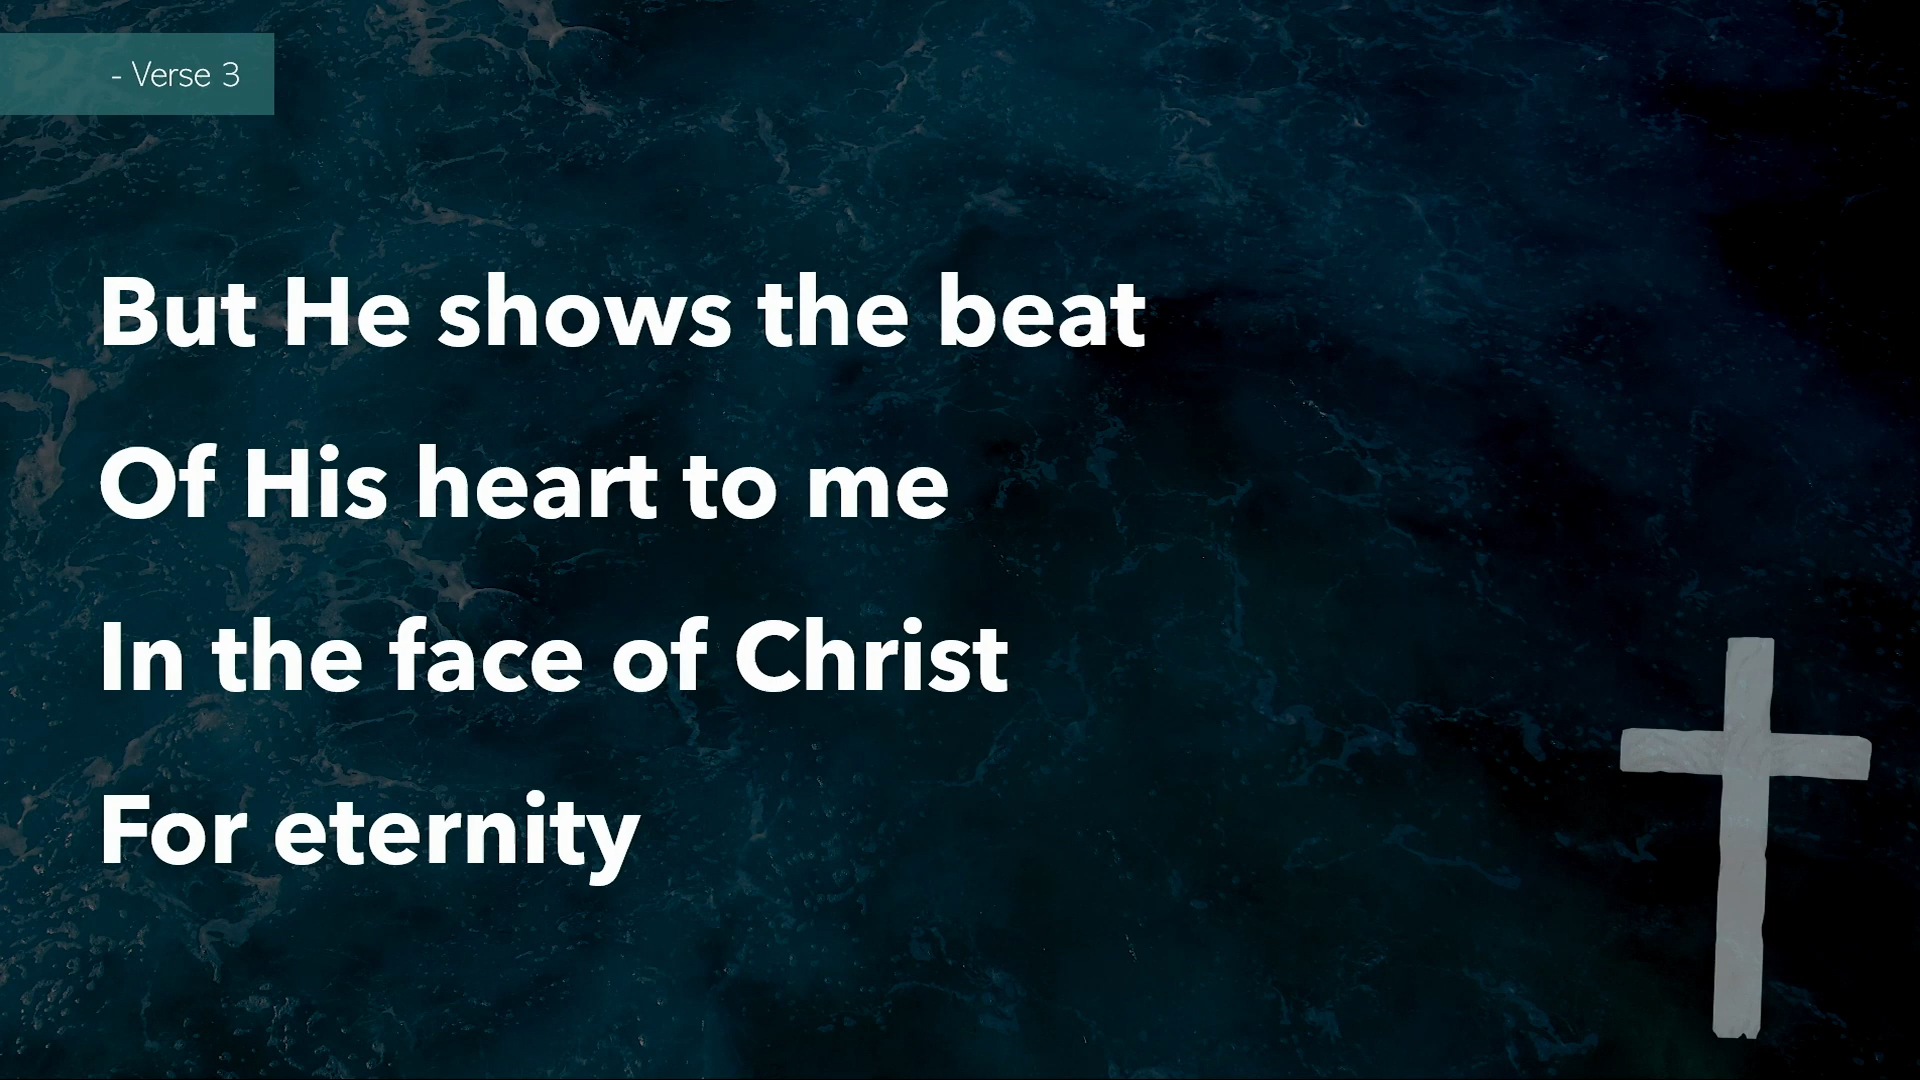 - Verse 3
But He shows the beat
Of His heart to me
In the face of Christ
For eternity